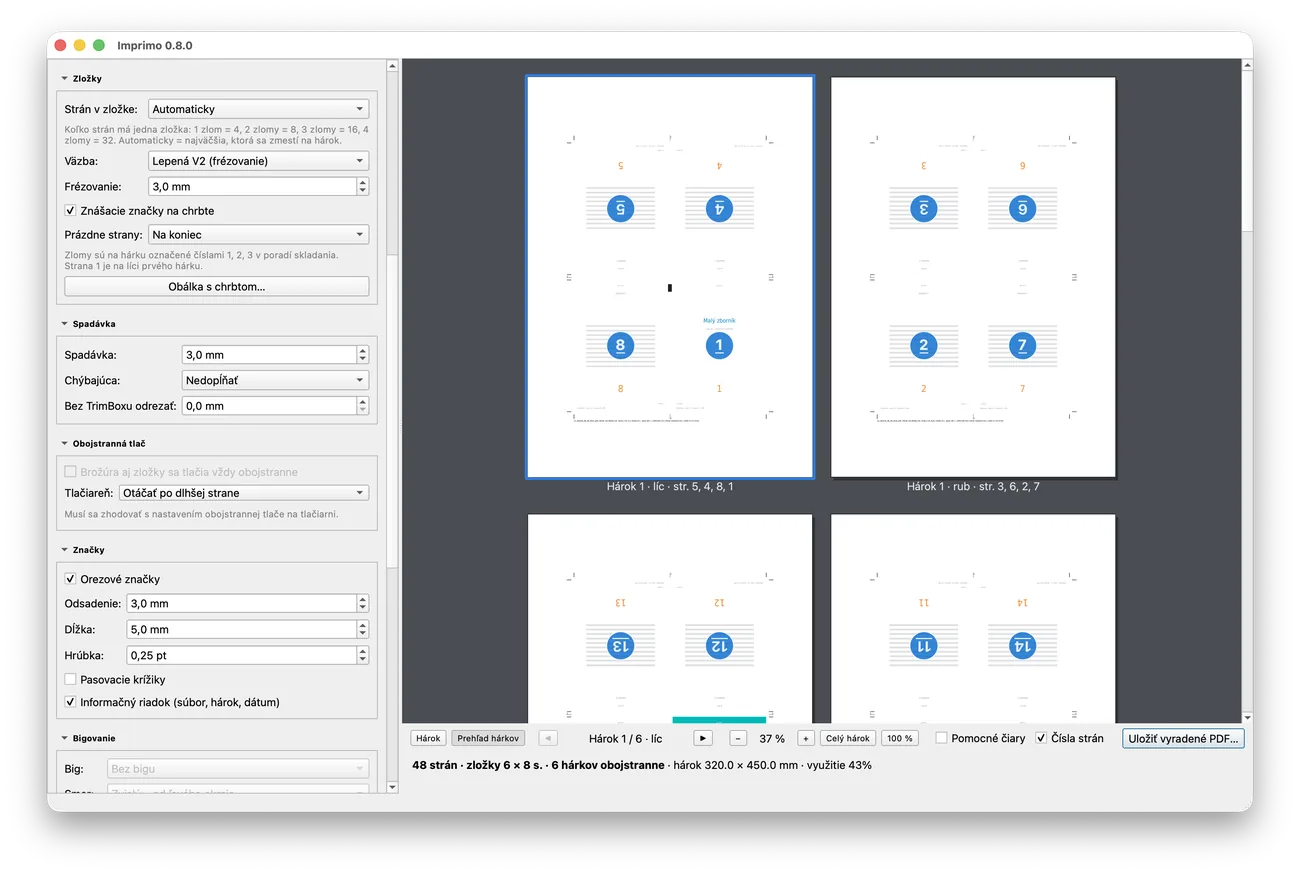 Imprimo 0.8.0
Zložky
Strán v zložke: Automaticky
Koľko strán má jedna zložka: 1 zlom = 4, 2 zlomy = 8, 3 zlomy = 16, 4
zlomy = 32. Automaticky = najväčšia, ktorá sa zmestí na hárok.
Väzba: Lepená V2 (frézovanie)
Frézovanie: 3,0 mm
Znášacie značky na chrbte
Prázdne strany: Na koniec
Zlomy sú na hárku označené číslami 1, 2, 3 v poradí skladania.
Strana 1 je na líci prvého hárku.
Obálka s chrbtom...
Spadávka
Spadávka: 3,0 mm
Chýbajúca: Nedopĺňať
Bez TrimBoxu odrezať: 0,0 mm
Obojstranná tlač
Brožúra aj zložky sa tlačia vždy obojstranne
Tlačiareň: Otáčať po dlhšej strane
Musí sa zhodovať s nastavením obojstrannej tlače na tlačiarni.
Značky
Orezové značky
Odsadenie: 3,0 mm
Dĺžka: 5,0 mm
Hrúbka: 0,25 pt
Pasovacie krížiky
Informačný riadok (súbor, hárok, dátum)
Bigovanie
Big: Bez bigu
5 4
5 4
Malý zborník
8 1
8 1
Hárok 1 · líc · str. 5, 4, 8, 1
3 6
3 6
2 7
2 7
Hárok 1 · rub · str. 3, 6, 2, 7
13 12
13 12
11 14
11 14
Hárok Prehľad hárkov Hárok 1 / 6 · líc 37 % Celý hárok 100 % Pomocné čiary Čísla strán Uložiť vyradené PDF...
48 strán · zložky 6 × 8 s. · 6 hárkov obojstranne · hárok 320.0 × 450.0 mm · využitie 43%